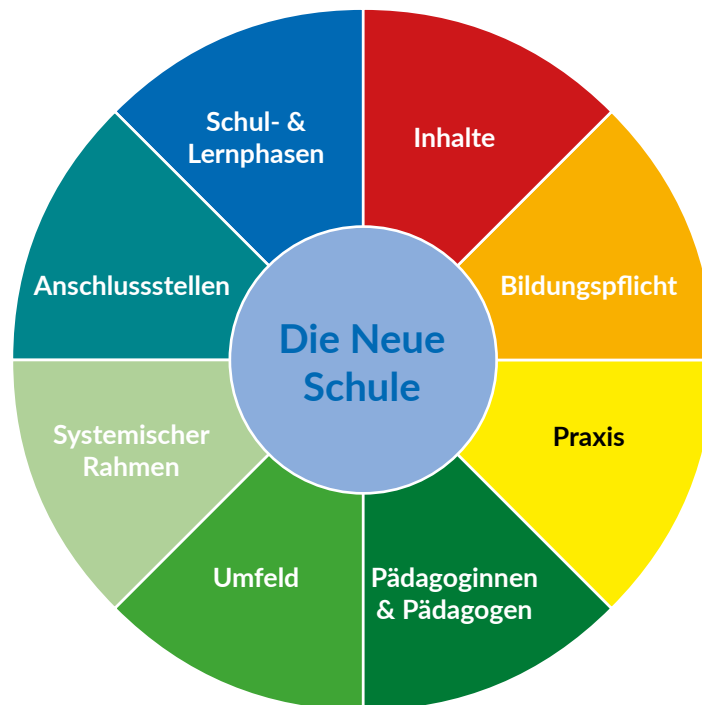 Schul- &
Lernphasen
Inhalte
Anschlussstellen
Bildungspflicht
Die Neue
Schule
Systemischer
Rahmen
Praxis
Umfeld
Pädagoginnen
& Pädagogen